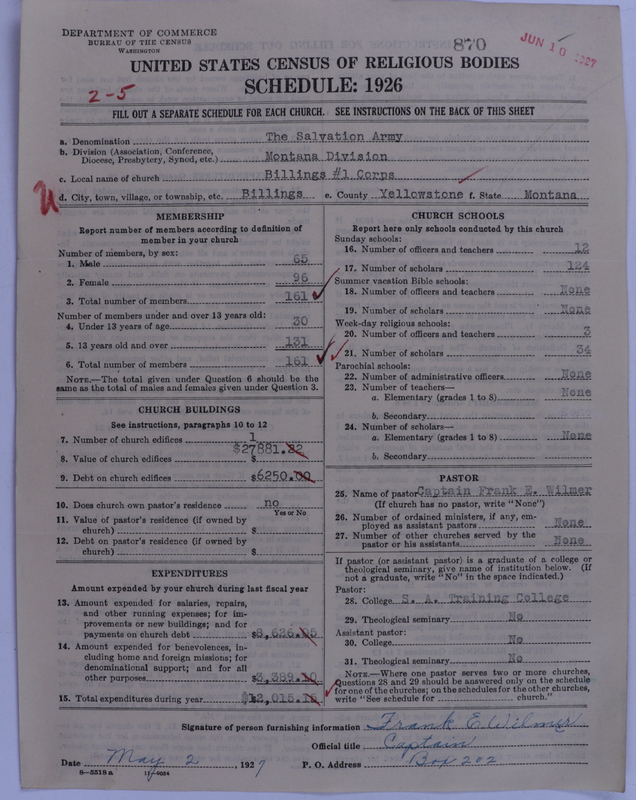 DEPARTMENT OF COMMERCE
BUREAU OF THE CENSUS
WASHINGTON
870
JUN 10 1927
UNITED STATES CENSUS OF RELIGIOUS BODIES
SCHEDULE: 1926
2-5
FILL OUT A SEPARATE SCHEDULE FOR EACH CHURCH. SEE INSTRUCTIONS ON THE BACK OF THIS SHEET
a. Denomination The Salvation Army
b. Division (Association, Conference, Diocese, Presbytery, Synod, etc.) Montana Division
c. Local name of church Billings #1 Corps
d. City, town, village, or township, etc. Billings e. County Yellowstone f. State Montana
MEMBERSHIP
Report number of members according to definition of
member in your church
Number of members, by sex:
1. Male 65
2. Female 96
3. Total number of members 161
Number of members under and over 13 years old:
4. Under 13 years of age 30
5. 13 years old and over 131
6. Total number of members 161
NOTE.—The total given under Question 6 should be
same as the total of males and females given under Question 3.
CHURCH BUILDINGS
See instructions, paragraphs 10 to 12
7. Number of church edifices 1
8. Value of church edifices $ $27881.22
9. Debt on church edifices $6250.00
10. Does church own pastor's residence? no
Yes or No
11. Value of pastor's residence (if owned by
church) $
12. Debt on pastor's residence (if owned by
church) $
EXPENDITURES
Amount expended by your church during last fiscal year
13. Amount expended for salaries, repairs,
and other running expenses; for im-
provements or new buildings; and for
payments on church debt $8,626.05
14. Amount expended for benevolences, in-
cluding home and foreign missions; for
denominational support; and for all
other purposes $3,389.10
15. Total expenditures during year $12,015.15
CHURCH SCHOOLS
Report here only schools conducted by this church
Sunday schools:
16. Number of officers and teachers 12
17. Number of scholars 124
Summer vacation Bible schools:
18. Number of officers and teachers None
19. Number of scholars None
Week-day religious schools:
20. Number of officers and teachers 3
21. Number of scholars 34
Parochial schools:
22. Number of administrative officers None
23. Number of teachers—
a. Elementary (grades 1 to 8) None
b. Secondary
24. Number of scholars—
a. Elementary (grades 1 to 8) None
b. Secondary
PASTOR
25. Name of pastor Captain Frank E. Wilmer
(If church has no pastor, write "None")
26. Number of ordained ministers, if any, em-
ployed as assistant pastors None
27. Number of other churches served by the
pastor or his assistants None
If pastor (or assistant pastor) is a graduate of a college or
theological seminary, give name of institution below. (If
not a graduate, write "No" in the space indicated.)
Pastor:
28. College S. A. Training College
29. Theological seminary No
Assistant pastor:
30. College No
31. Theological seminary No
NOTE.—Where one pastor serves two or more churches,
Questions 28 and 29 should be answered only on the schedule
for one of the churches; on the schedules for the other churches,
write "See schedule for church."
Signature of person furnishing information Frank E Wilmer
Official title Captain
Date May 2, 1927 P. O. Address Box 202
8-5518a 11-9054